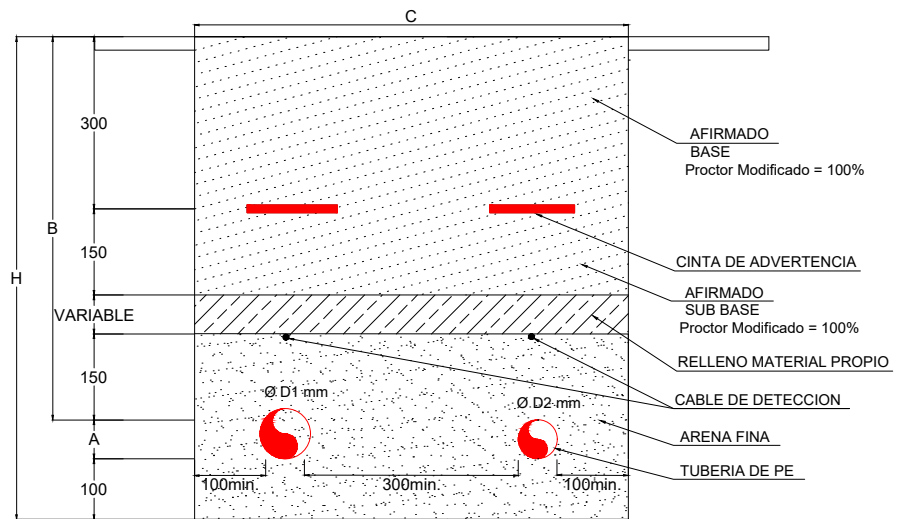 C
300
AFIRMADO
BASE
Proctor Modificado = 100%
B
H
150
CINTA DE ADVERTENCIA
AFIRMADO
SUB BASE
Proctor Modificado = 100%
VARIABLE
RELLENO MATERIAL PROPIO
150
CABLE DE DETECCION
Ø D1 mm
Ø D2 mm
A
ARENA FINA
TUBERIA DE PE
100
100min.
300min.
100min.